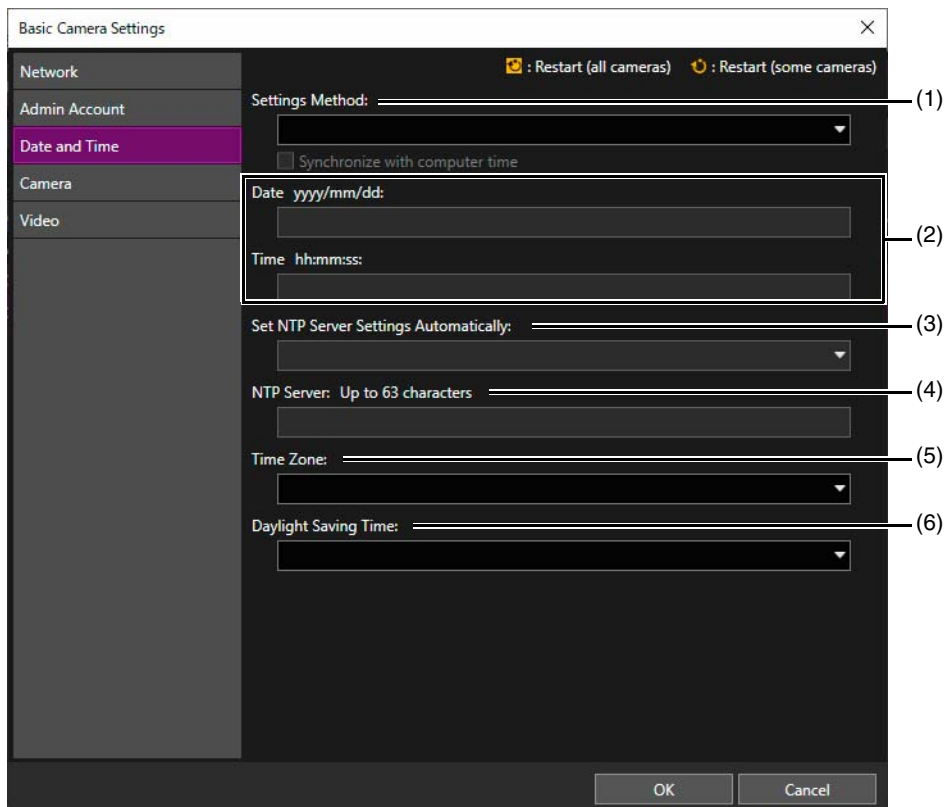 Basic Camera Settings
Network
Admin Account
Date and Time
Camera
Video
: Restart (all cameras) : Restart (some cameras)
Settings Method: (1)
Synchronize with computer time
Date yyyy/mm/dd:
(2)
Time hh:mm:ss:
Set NTP Server Settings Automatically: (3)
NTP Server: Up to 63 characters (4)
Time Zone: (5)
Daylight Saving Time: (6)
OK Cancel